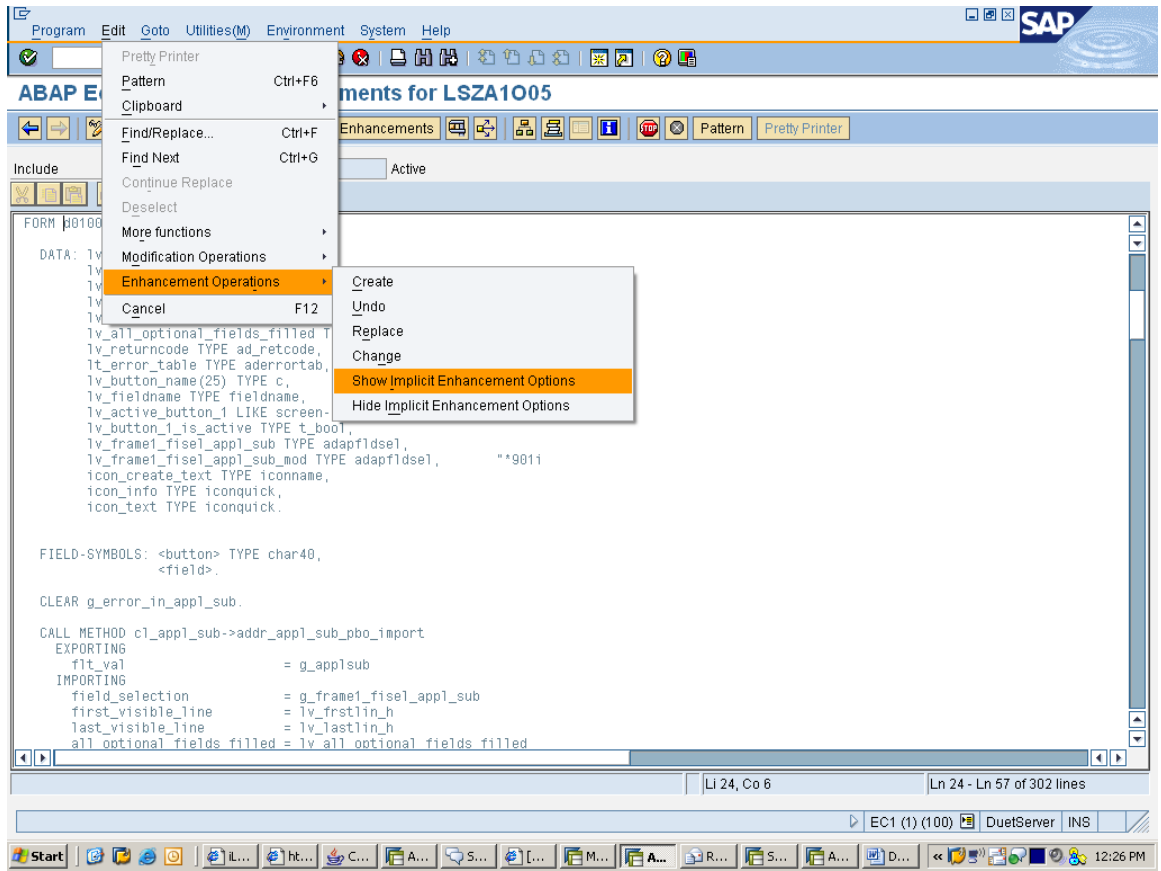 Program Edit Goto Utilities(M) Environment System Help
SAP
Pretty Printer
Pattern Ctrl+F6
Clipboard
Find/Replace... Ctrl+F
Find Next Ctrl+G
Continue Replace
Deselect
More functions
Modification Operations
Enhancement Operations
Cancel F12
Create
Undo
Replace
Change
Show Implicit Enhancement Options
Hide Implicit Enhancement Options
ABAP E ments for LSZA1O05
Enhancements Pattern Pretty Printer
Include Active
FORM d0100
DATA: lv
lv
lv
lv
lv
lv_all_optional_fields_filled T
lv_returncode TYPE ad_retcode,
lt_error_table TYPE aderrortab,
lv_button_name(25) TYPE c,
lv_fieldname TYPE fieldname,
lv_active_button_1 LIKE screen-
lv_button_1_is_active TYPE t_bool,
lv_frame1_fisel_appl_sub TYPE adapfldsel,
lv_frame1_fisel_appl_sub_mod TYPE adapfldsel, "*901i
icon_create_text TYPE iconname,
icon_info TYPE iconquick,
icon_text TYPE iconquick.
FIELD-SYMBOLS: <button> TYPE char40,
<field>.
CLEAR g_error_in_appl_sub.
CALL METHOD cl_appl_sub->addr_appl_sub_pbo_import
EXPORTING
flt_val = g_applsub
IMPORTING
field_selection = g_frame1_fisel_appl_sub
first_visible_line = lv_frstlin_h
last_visible_line = lv_lastlin_h
all_optional_fields_filled = lv_all_optional_fields_filled
Li 24, Co 6 Ln 24 - Ln 57 of 302 lines
EC1 (1) (100) DuetServer INS
Start iL... ht... C... A... S... [... M... A... R... S... A... D... « 12:26 PM